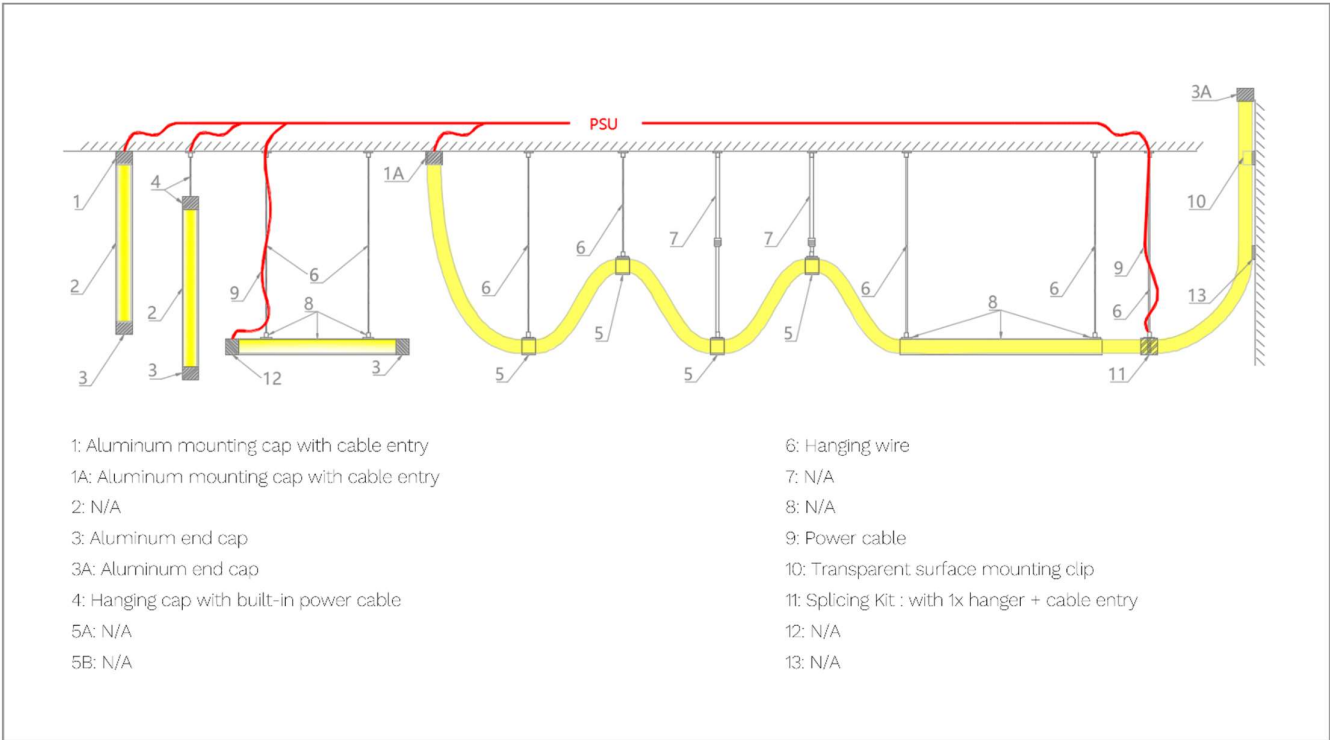 3A
PSU
1A
10
4
1
7
7
6
9
2
6
9
6
6
6
13
8
8
6
2
5
5
3
3
3
12
5
5
11
1: Aluminum mounting cap with cable entry
1A: Aluminum mounting cap with cable entry
2: N/A
3: Aluminum end cap
3A: Aluminum end cap
4: Hanging cap with built-in power cable
5A: N/A
5B: N/A
6: Hanging wire
7: N/A
8: N/A
9: Power cable
10: Transparent surface mounting clip
11: Splicing Kit : with 1x hanger + cable entry
12: N/A
13: N/A